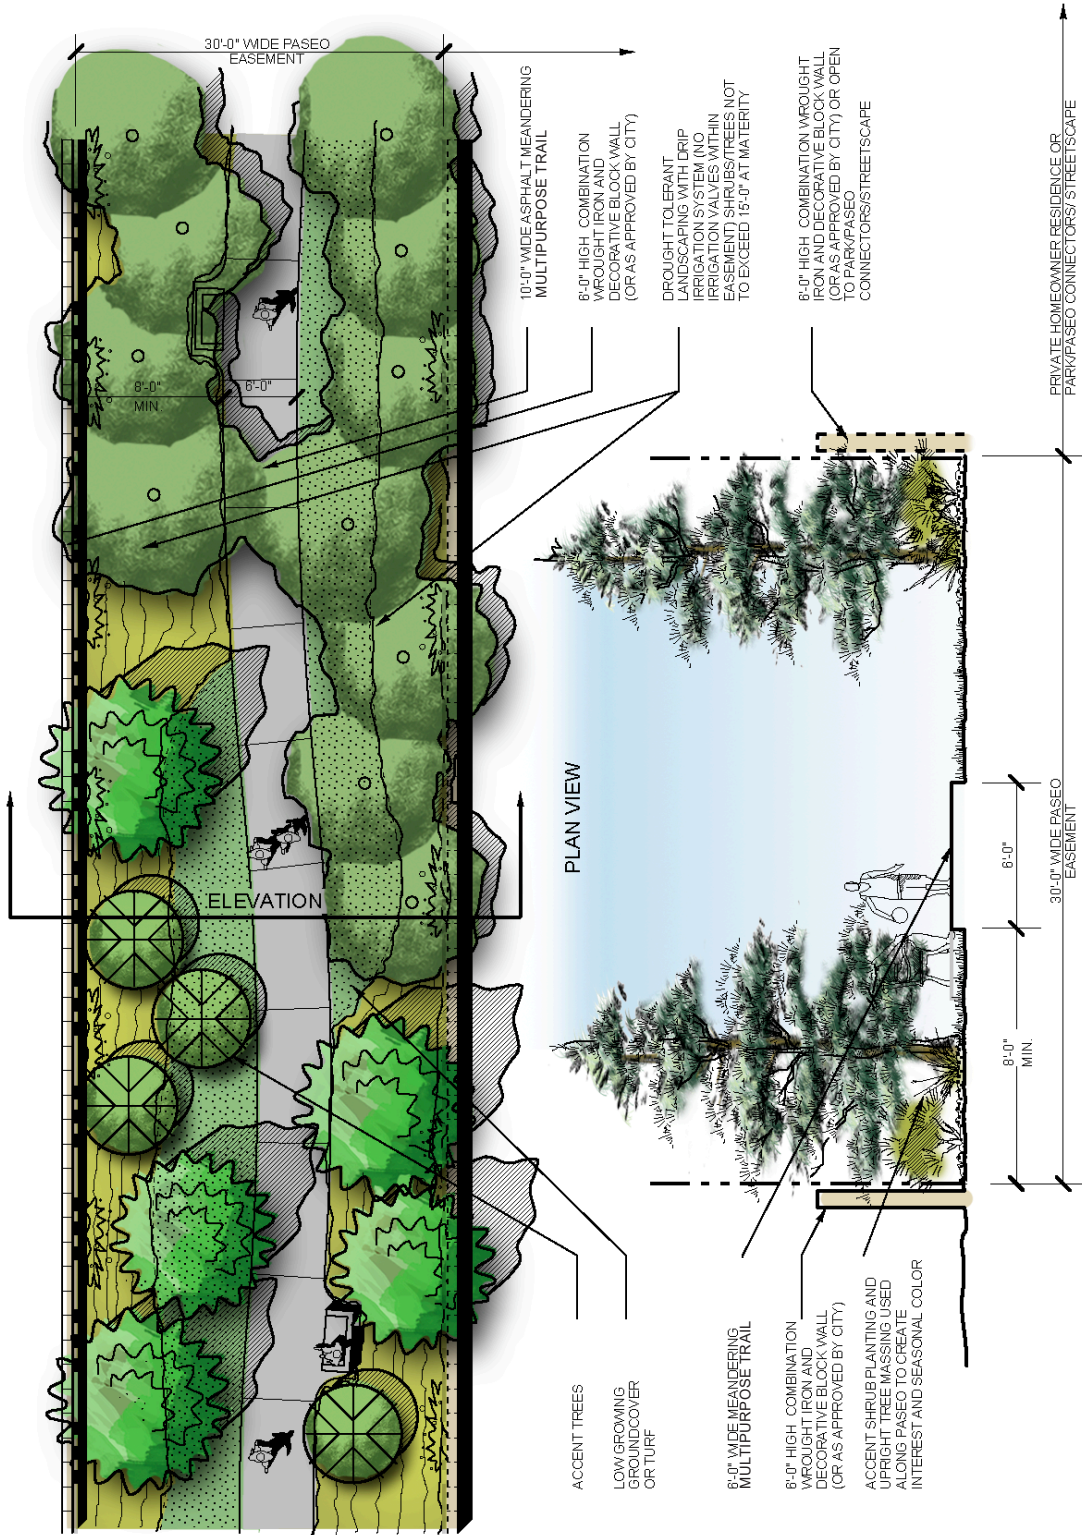 30'-0" WIDE PASEO
EASEMENT
10'-0" WIDE ASPHALT MEANDERING
MULTIPURPOSE TRAIL
6'-0" HIGH COMBINATION
WROUGHT IRON AND
DECORATIVE BLOCK WALL
(OR AS APPROVED BY CITY)
DROUGHT TOLERANT
LANDSCAPING WITH DRIP
IRRIGATION SYSTEM (NO
IRRIGATION VALVES WITHIN
EASEMENT) SHRUBS/TREES NOT
TO EXCEED 15'-0" AT MATERITY
6'-0" HIGH COMBINATION WROUGHT
IRON AND DECORATIVE BLOCK WALL
(OR AS APPROVED BY CITY) OR OPEN
TO PARK/PASEO
CONNECTORS/STREETSCAPE
PRIVATE HOMEOWNER RESIDENCE OR
PARK/PASEO CONNECTORS/ STREETSCAPE
8'-0"
MIN.
6'-0"
ELEVATION
PLAN VIEW
6'-0"
30'-0" WIDE PASEO
EASEMENT
8'-0"
MIN.
ACCENT TREES
LOW GROWING
GROUNDCOVER
OR TURF
6'-0" WIDE MEANDERING
MULTIPURPOSE TRAIL
6'-0" HIGH COMBINATION
WROUGHT IRON AND
DECORATIVE BLOCK WALL
(OR AS APPROVED BY CITY)
ACCENT SHRUB PLANTING AND
UPRIGHT TREE MASSING USED
ALONG PASEO TO CREATE
INTEREST AND SEASONAL COLOR